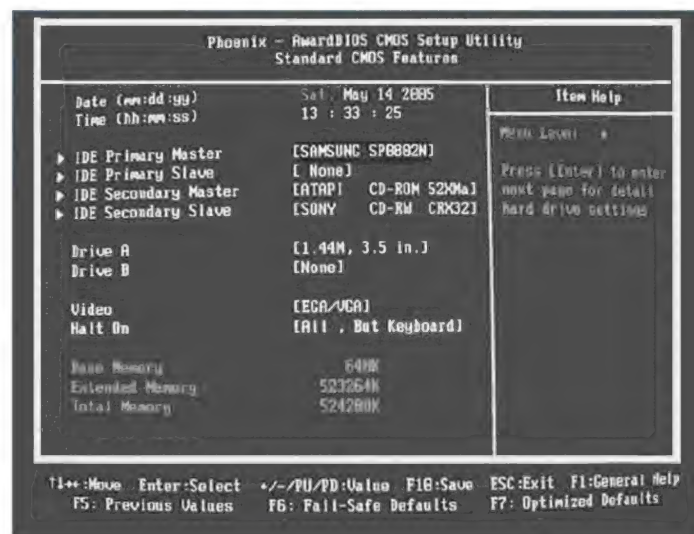 Phoenix - AwardBIOS CMOS Setup Utility
Standard CMOS Features
Date (mm:dd:yy) Sat, May 14 2005
Time (hh:mm:ss) 13 : 33 : 25
Item Help
Menu Level
▶ IDE Primary Master [SAMSUNG SP0802N]
▶ IDE Primary Slave [ None]
▶ IDE Secondary Master [ATAPI CD-ROM 52XMa]
▶ IDE Secondary Slave [SONY CD-RW CRX32]
Press [Enter] to enter
next page for detail
hard drive settings
Drive A [1.44M, 3.5 in.]
Drive B [None]
Video [EGA/VGA]
Halt On [All , But Keyboard]
Base Memory 640K
Extended Memory 523264K
Total Memory 524288K
↑↓→←:Move Enter:Select +/-/PU/PD:Value F10:Save ESC:Exit F1:General Help
F5: Previous Values F6: Fail-Safe Defaults F7: Optimized Defaults